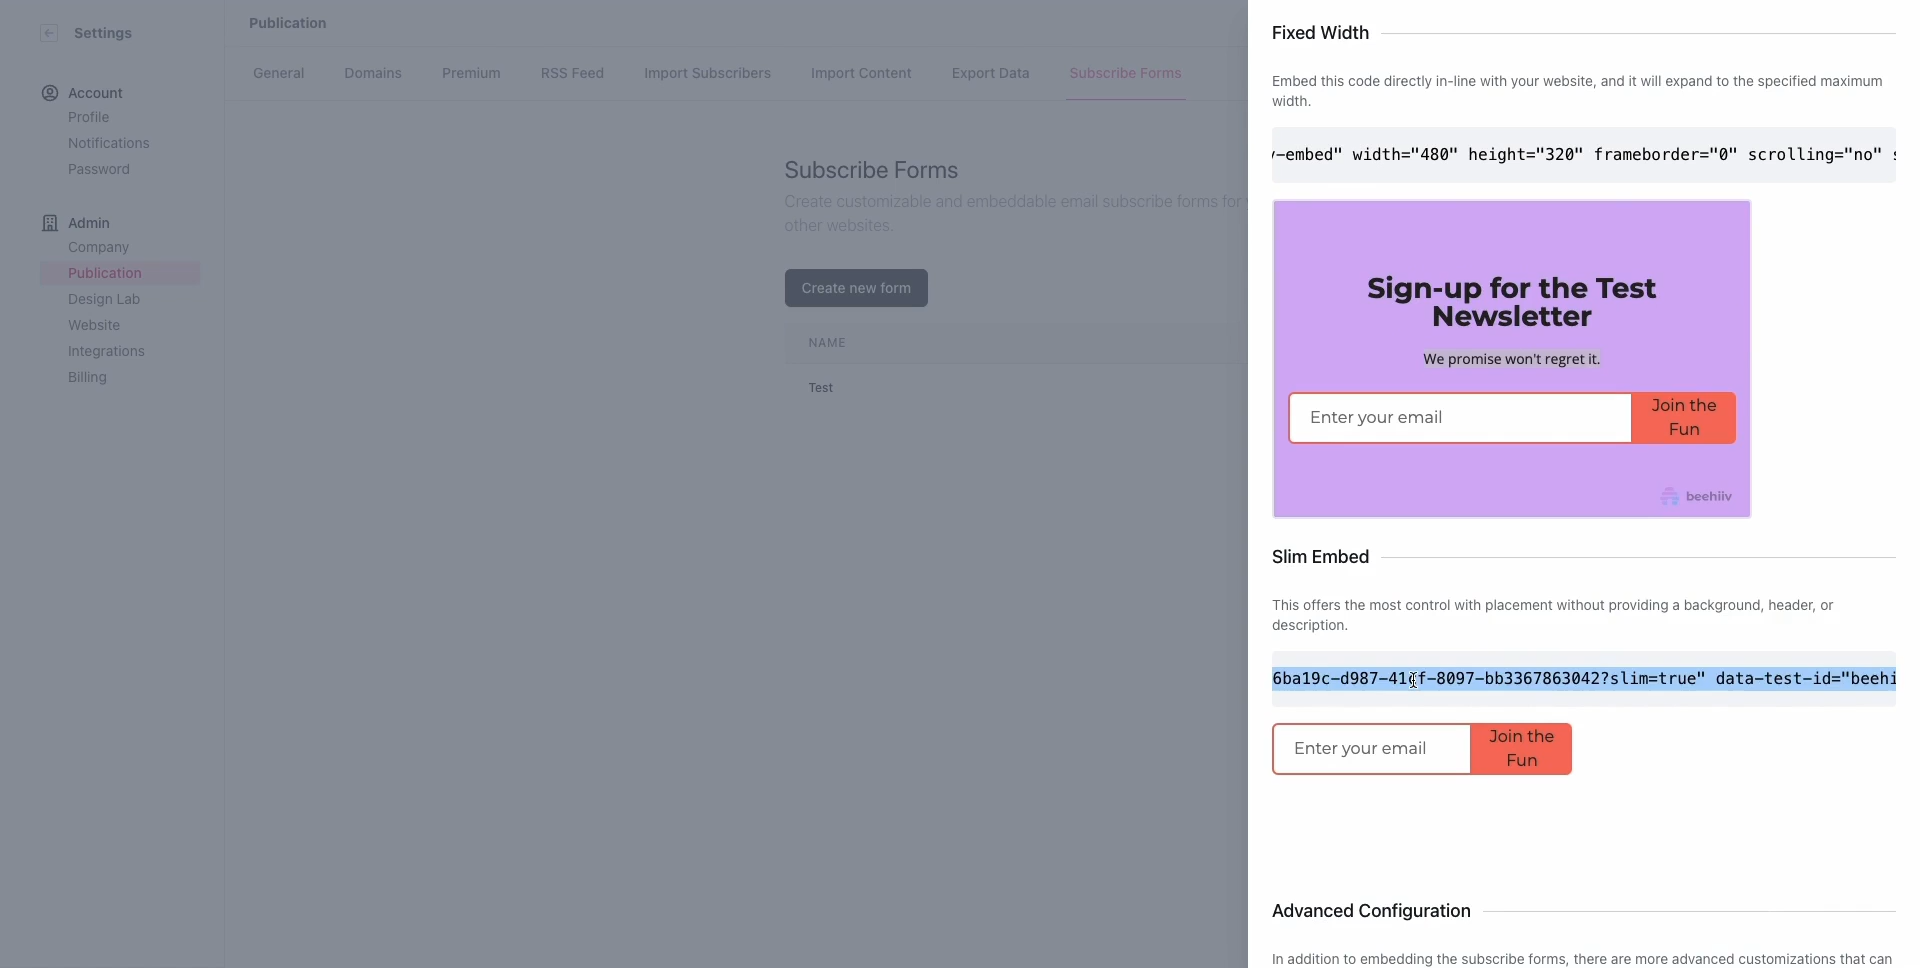 Settings
Account
Profile
Notifications
Password
Admin
Company
Publication
Design Lab
Website
Integrations
Billing
Publication
General
Domains
Premium
RSS Feed
Import Subscribers
Import Content
Export Data
Subscribe Forms
Subscribe Forms
Create customizable and embeddable email subscribe forms for
other websites.
Create new form
NAME
Test
Fixed Width
Embed this code directly in-line with your website, and it will expand to the specified maximum
width.
-embed" width="480" height="320" frameborder="0" scrolling="no"
Sign-up for the Test
Newsletter
We promise won't regret it.
Enter your email
Join the
Fun
beehiiv
Slim Embed
This offers the most control with placement without providing a background, header, or
description.
bb3367863042?slim=true" data-test-id="beehi
Enter your email
Join the
Fun
Advanced Configuration
In addition to embedding the subscribe forms, there are more advanced customizations that can